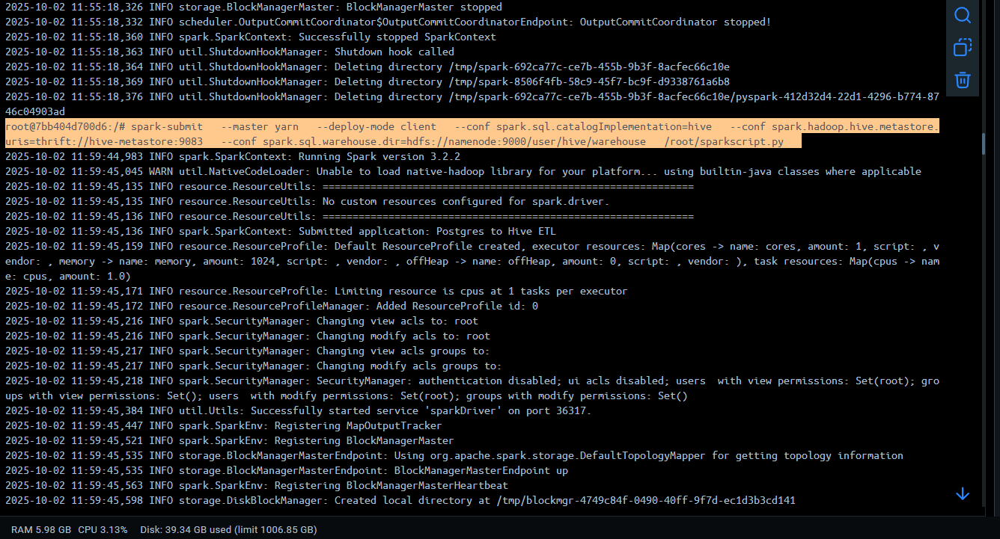 2025-10-02 11:55:18,326 INFO storage.BlockManagerMaster: BlockManagerMaster stopped
2025-10-02 11:55:18,332 INFO scheduler.OutputCommitCoordinator$OutputCommitCoordinatorEndpoint: OutputCommitCoordinator stopped!
2025-10-02 11:55:18,360 INFO spark.SparkContext: Successfully stopped SparkContext
2025-10-02 11:55:18,363 INFO util.ShutdownHookManager: Shutdown hook called
2025-10-02 11:55:18,364 INFO util.ShutdownHookManager: Deleting directory /tmp/spark-692ca77c-ce7b-455b-9b3f-8acfec66c10e
2025-10-02 11:55:18,369 INFO util.ShutdownHookManager: Deleting directory /tmp/spark-8506f4fb-58c9-45f7-bc9f-d9338761a6b8
2025-10-02 11:55:18,376 INFO util.ShutdownHookManager: Deleting directory /tmp/spark-692ca77c-ce7b-455b-9b3f-8acfec66c10e/pyspark-412d32d4-22d1-4296-b774-87
46c04903ad
root@7bb404d700d6:/# spark-submit   --master yarn   --deploy-mode client   --conf spark.sql.catalogImplementation=hive   --conf spark.hadoop.hive.metastore.
uris=thrift://hive-metastore:9083   --conf spark.sql.warehouse.dir=hdfs://namenode:9000/user/hive/warehouse   /root/sparkscript.py
2025-10-02 11:59:44,983 INFO spark.SparkContext: Running Spark version 3.2.2
2025-10-02 11:59:45,045 WARN util.NativeCodeLoader: Unable to load native-hadoop library for your platform... using builtin-java classes where applicable
2025-10-02 11:59:45,135 INFO resource.ResourceUtils: ==============================================================
2025-10-02 11:59:45,135 INFO resource.ResourceUtils: No custom resources configured for spark.driver.
2025-10-02 11:59:45,136 INFO resource.ResourceUtils: ==============================================================
2025-10-02 11:59:45,136 INFO spark.SparkContext: Submitted application: Postgres to Hive ETL
2025-10-02 11:59:45,159 INFO resource.ResourceProfile: Default ResourceProfile created, executor resources: Map(cores -> name: cores, amount: 1, script: , v
endor: , memory -> name: memory, amount: 1024, script: , vendor: , offHeap -> name: offHeap, amount: 0, script: , vendor: ), task resources: Map(cpus -> nam
e: cpus, amount: 1.0)
2025-10-02 11:59:45,171 INFO resource.ResourceProfile: Limiting resource is cpus at 1 tasks per executor
2025-10-02 11:59:45,172 INFO resource.ResourceProfileManager: Added ResourceProfile id: 0
2025-10-02 11:59:45,216 INFO spark.SecurityManager: Changing view acls to: root
2025-10-02 11:59:45,216 INFO spark.SecurityManager: Changing modify acls to: root
2025-10-02 11:59:45,217 INFO spark.SecurityManager: Changing view acls groups to:
2025-10-02 11:59:45,217 INFO spark.SecurityManager: Changing modify acls groups to:
2025-10-02 11:59:45,218 INFO spark.SecurityManager: SecurityManager: authentication disabled; ui acls disabled; users  with view permissions: Set(root); gro
ups with view permissions: Set(); users  with modify permissions: Set(root); groups with modify permissions: Set()
2025-10-02 11:59:45,384 INFO util.Utils: Successfully started service 'sparkDriver' on port 36317.
2025-10-02 11:59:45,447 INFO spark.SparkEnv: Registering MapOutputTracker
2025-10-02 11:59:45,521 INFO spark.SparkEnv: Registering BlockManagerMaster
2025-10-02 11:59:45,535 INFO storage.BlockManagerMasterEndpoint: Using org.apache.spark.storage.DefaultTopologyMapper for getting topology information
2025-10-02 11:59:45,535 INFO storage.BlockManagerMasterEndpoint: BlockManagerMasterEndpoint up
2025-10-02 11:59:45,563 INFO spark.SparkEnv: Registering BlockManagerMasterHeartbeat
2025-10-02 11:59:45,598 INFO storage.DiskBlockManager: Created local directory at /tmp/blockmgr-4749c84f-0490-40ff-9f7d-ec1d3b3cd141
RAM 5.98 GB CPU 3.13% Disk: 39.34 GB used (limit 1006.85 GB)